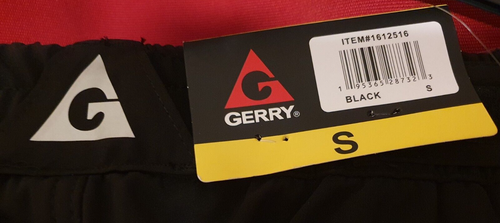 ITEM#1612516
1 95365 28732 3
BLACK S
G
G
GERRY®
S